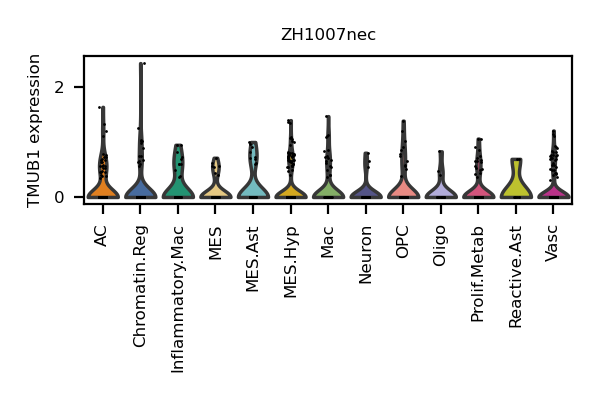 ZH1007nec
TMUB1 expression
2
0
AC
Chromatin.Reg
Inflammatory.Mac
MES
MES.Ast
MES.Hyp
Mac
Neuron
OPC
Oligo
Prolif.Metab
Reactive.Ast
Vasc